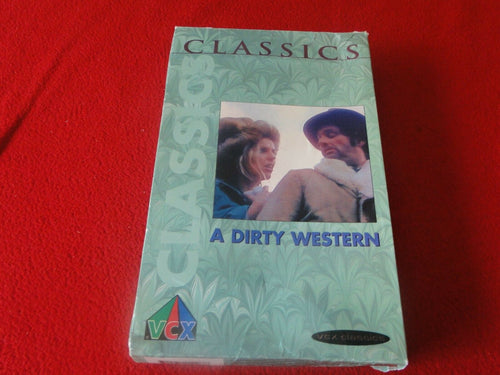 CLASSICS
CLASSICS
A DIRTY WESTERN
VCX
VCX CLASSICS